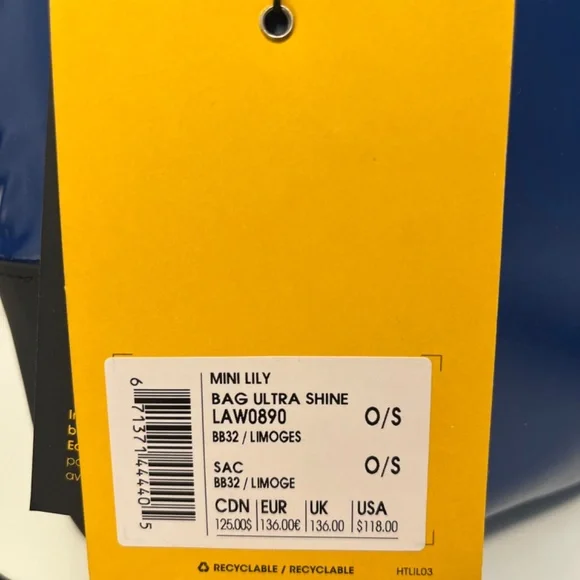 MINI LILY
BAG ULTRA SHINE
LAW0890 O/S
BB32 / LIMOGES
SAC O/S
BB32 / LIMOGE
CDN EUR UK USA
125.00$ 136.00€ 136.00 $118.00
6 71371 44440 5
RECYCLABLE / RECYCLABLE
HTLIL03